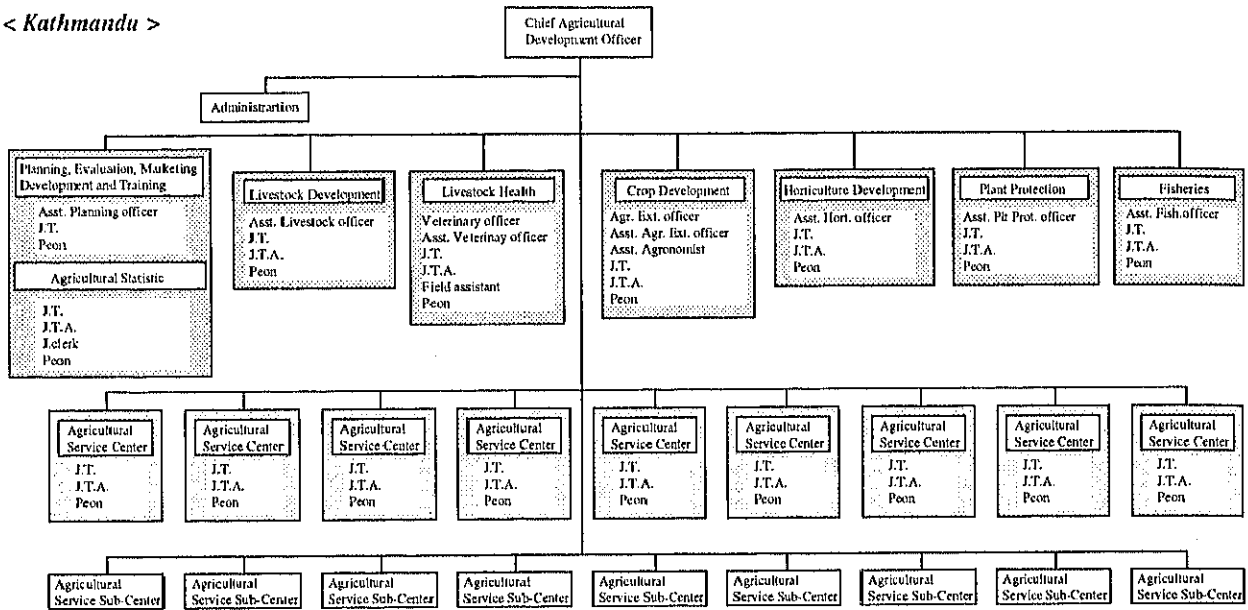 < Kathmandu >
Chief Agricultural
Development Officer
Administrartion
Planning, Evaluation, Marketing
Development and Training
Asst. Planning officer
J.T.
Peon
Agricultural Statistic
J.T.
J.T.A.
J.clerk
Peon
Livestock Development
Asst. Livestock officer
J.T.
J.T.A.
Peon
Livestock Health
Veterinary officer
Asst. Veterinay officer
J.T.
J.T.A.
Field assistant
Peon
Crop Development
Agr. Ext. officer
Asst. Agr. Ext. officer
Asst. Agronomist
J.T.
J.T.A.
Peon
Horticulture Development
Asst. Hort. officer
J.T.
J.T.A.
Peon
Plant Protection
Asst. Plt Prot. officer
J.T.
J.T.A.
Peon
Fisheries
Asst. Fish.officer
J.T.
J.T.A.
Peon
Agricultural
Service Center
J.T.
J.T.A.
Peon
Agricultural
Service Center
J.T.
J.T.A.
Peon
Agricultural
Service Center
J.T.
J.T.A.
Peon
Agricultural
Service Center
J.T.
J.T.A.
Peon
Agricultural
Service Center
J.T.
J.T.A.
Peon
Agricultural
Service Center
J.T.
J.T.A.
Peon
Agricultural
Service Center
J.T.
J.T.A.
Peon
Agricultural
Service Center
J.T.
J.T.A.
Peon
Agricultural
Service Center
J.T.
J.T.A.
Peon
Agricultural
Service Sub-Center
Agricultural
Service Sub-Center
Agricultural
Service Sub-Center
Agricultural
Service Sub-Center
Agricultural
Service Sub-Center
Agricultural
Service Sub-Center
Agricultural
Service Sub-Center
Agricultural
Service Sub-Center
Agricultural
Service Sub-Center